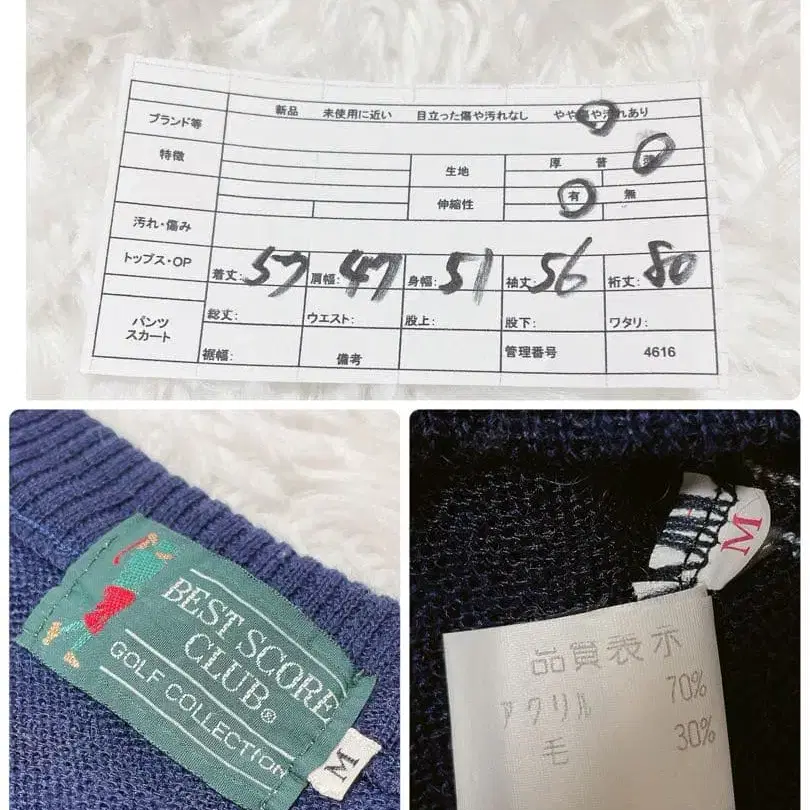 ブランド等 新品 未使用に近い 目立った傷や汚れなし やや傷や汚れあり
特徴 生地 厚 普 薄
伸縮性 有 無
汚れ・傷み
トップス・OP 着丈: 57 肩幅: 47 身幅: 51 袖丈: 56 裄丈: 80
パンツ スカート 総丈: ウエスト: 股上: 股下: ワタリ:
裾幅: 備考 管理番号 4616
BEST SCORE
CLUB®
GOLF COLLECTION
M
M
品質表示
アクリル 70%
毛 30%